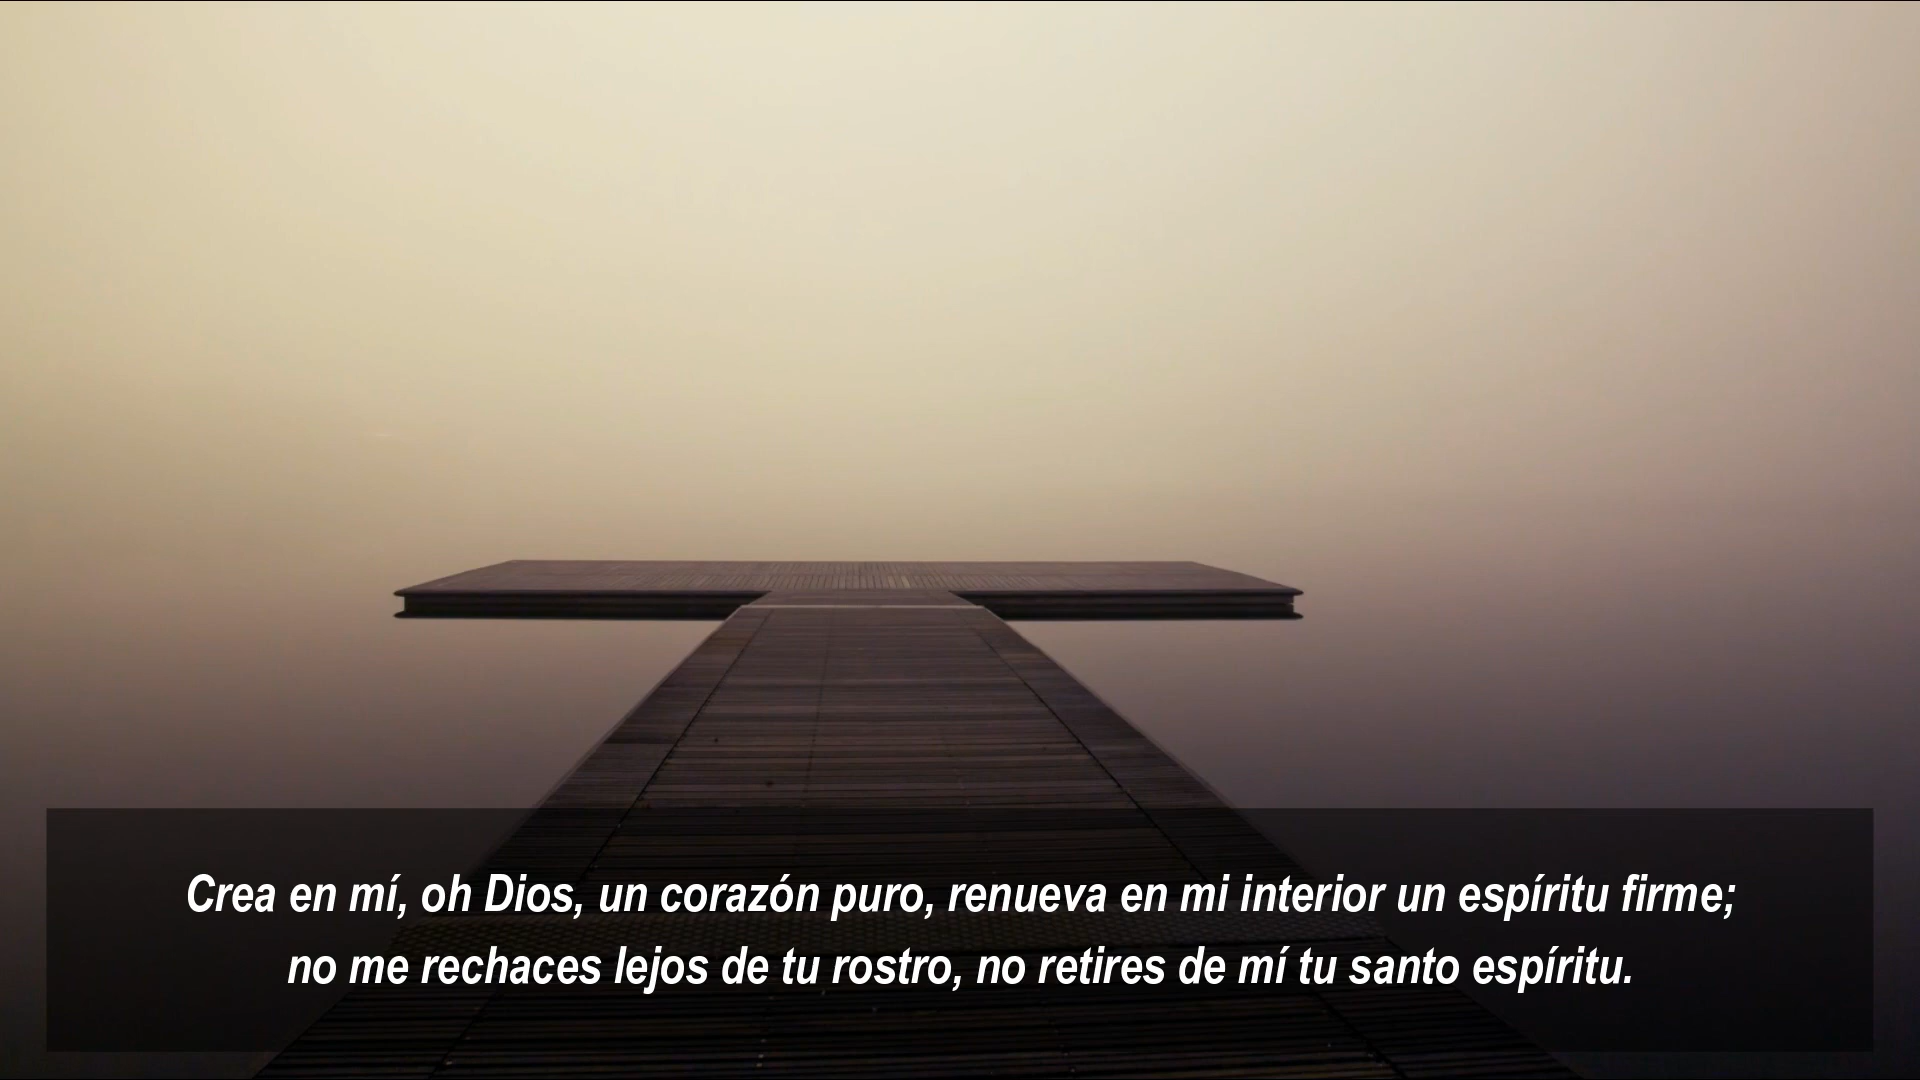 Crea en mí, oh Dios, un corazón puro, renueva en mi interior un espíritu firme;
no me rechaces lejos de tu rostro, no retires de mí tu santo espíritu.